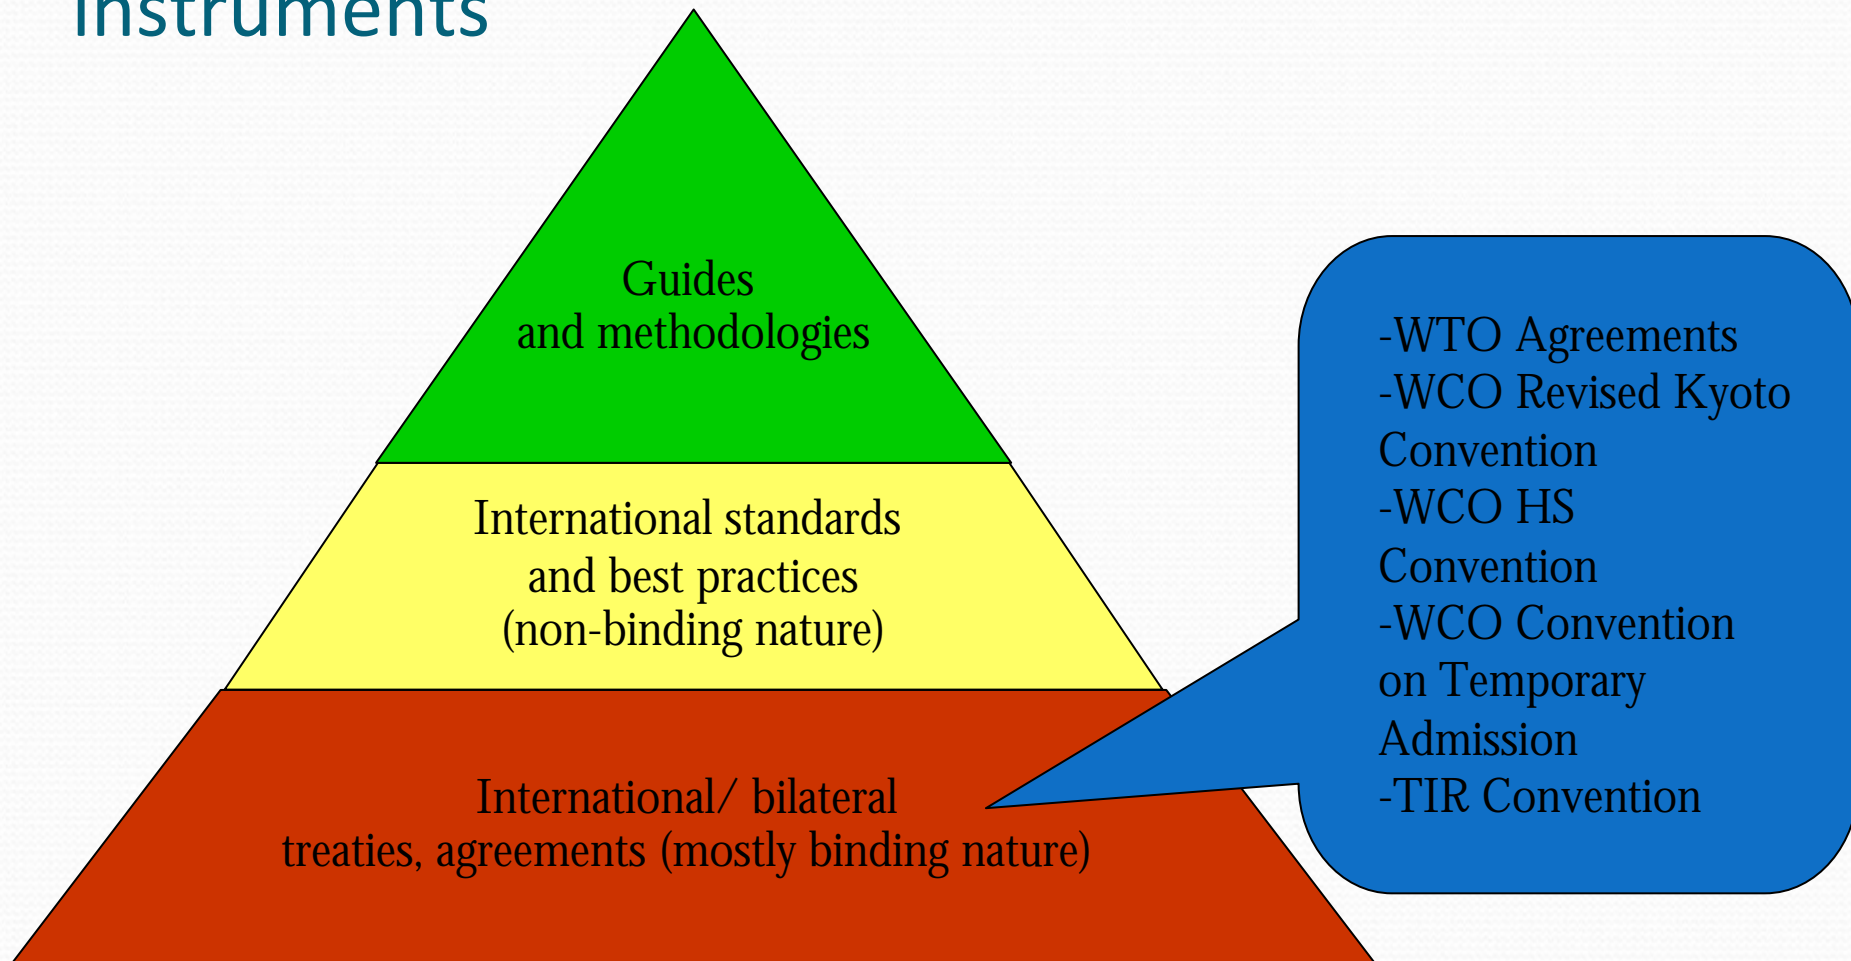 instruments
Guides
and methodologies
International standards
and best practices
(non-binding nature)
International/ bilateral
treaties, agreements (mostly binding nature)
-WTO Agreements
-WCO Revised Kyoto
Convention
-WCO HS
Convention
-WCO Convention
on Temporary
Admission
-TIR Convention